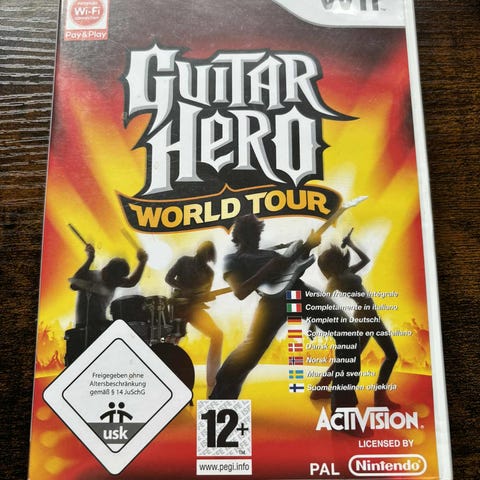 Nintendo
Wi-Fi
CONNECTION
Pay&Play
Wii
GUITAR
HERO
WORLD TOUR
Version française intégrale
Completamente in italiano
Komplett in Deutsch!
Completamente en castellano
Dansk manual
Norsk manual
Manual på svenska
Suomenkielinen ohjekirja
Freigegeben ohne
Altersbeschränkung
gemäß § 14 JuSchG
usk
12+
www.pegi.info
ACTIVISION
LICENSED BY
PAL Nintendo